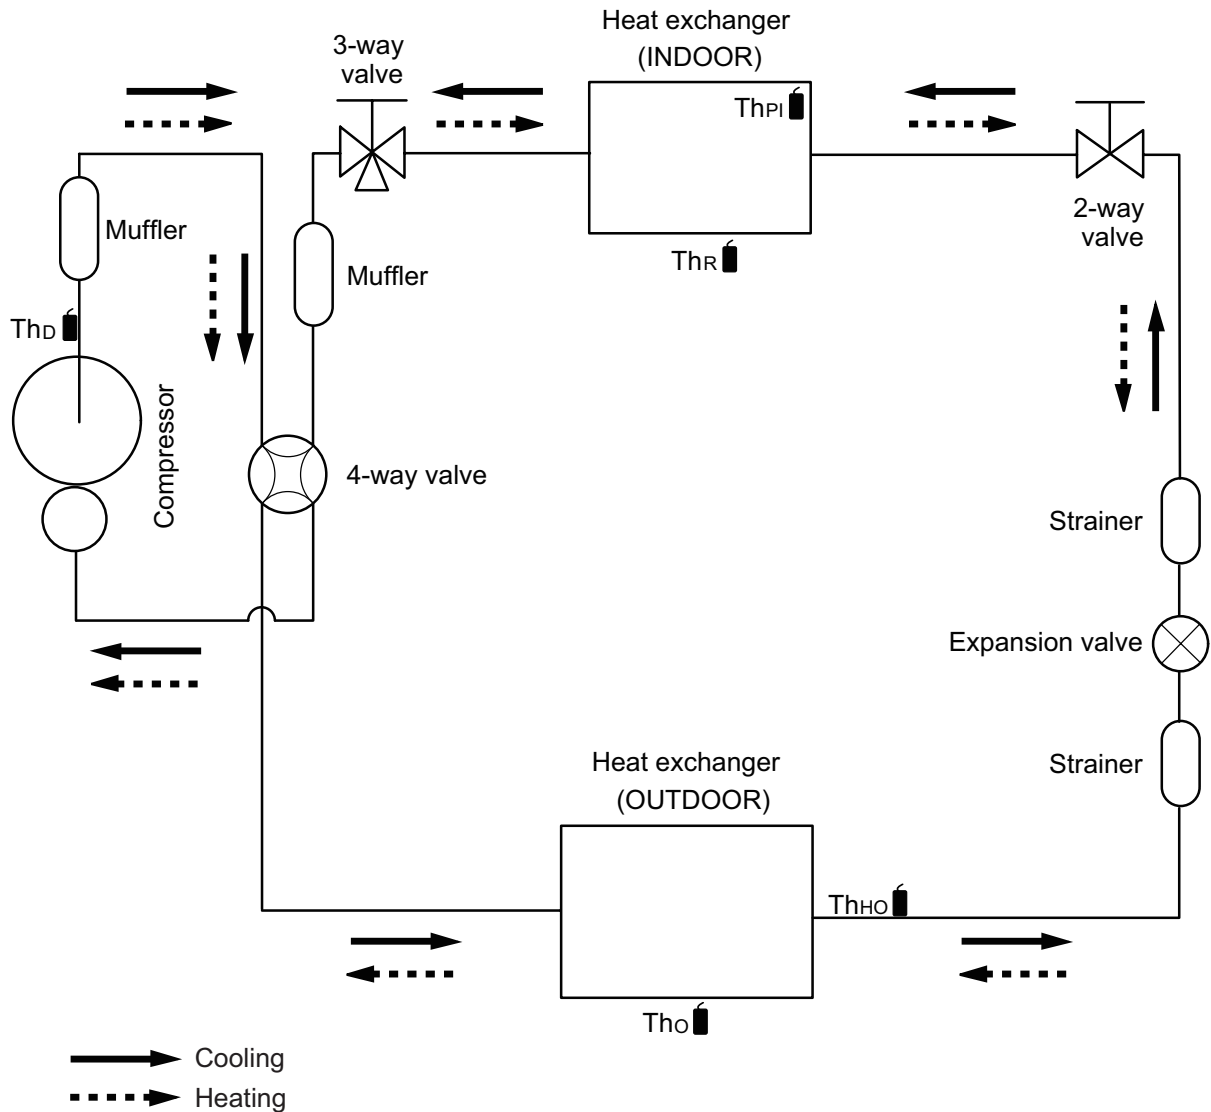 Heat exchanger
(INDOOR)
3-way
valve
ThPI
Muffler
2-way
valve
ThR
Muffler
ThD
Compressor
4-way valve
Strainer
Expansion valve
Heat exchanger
(OUTDOOR)
Strainer
ThHO
ThO
Cooling
Heating